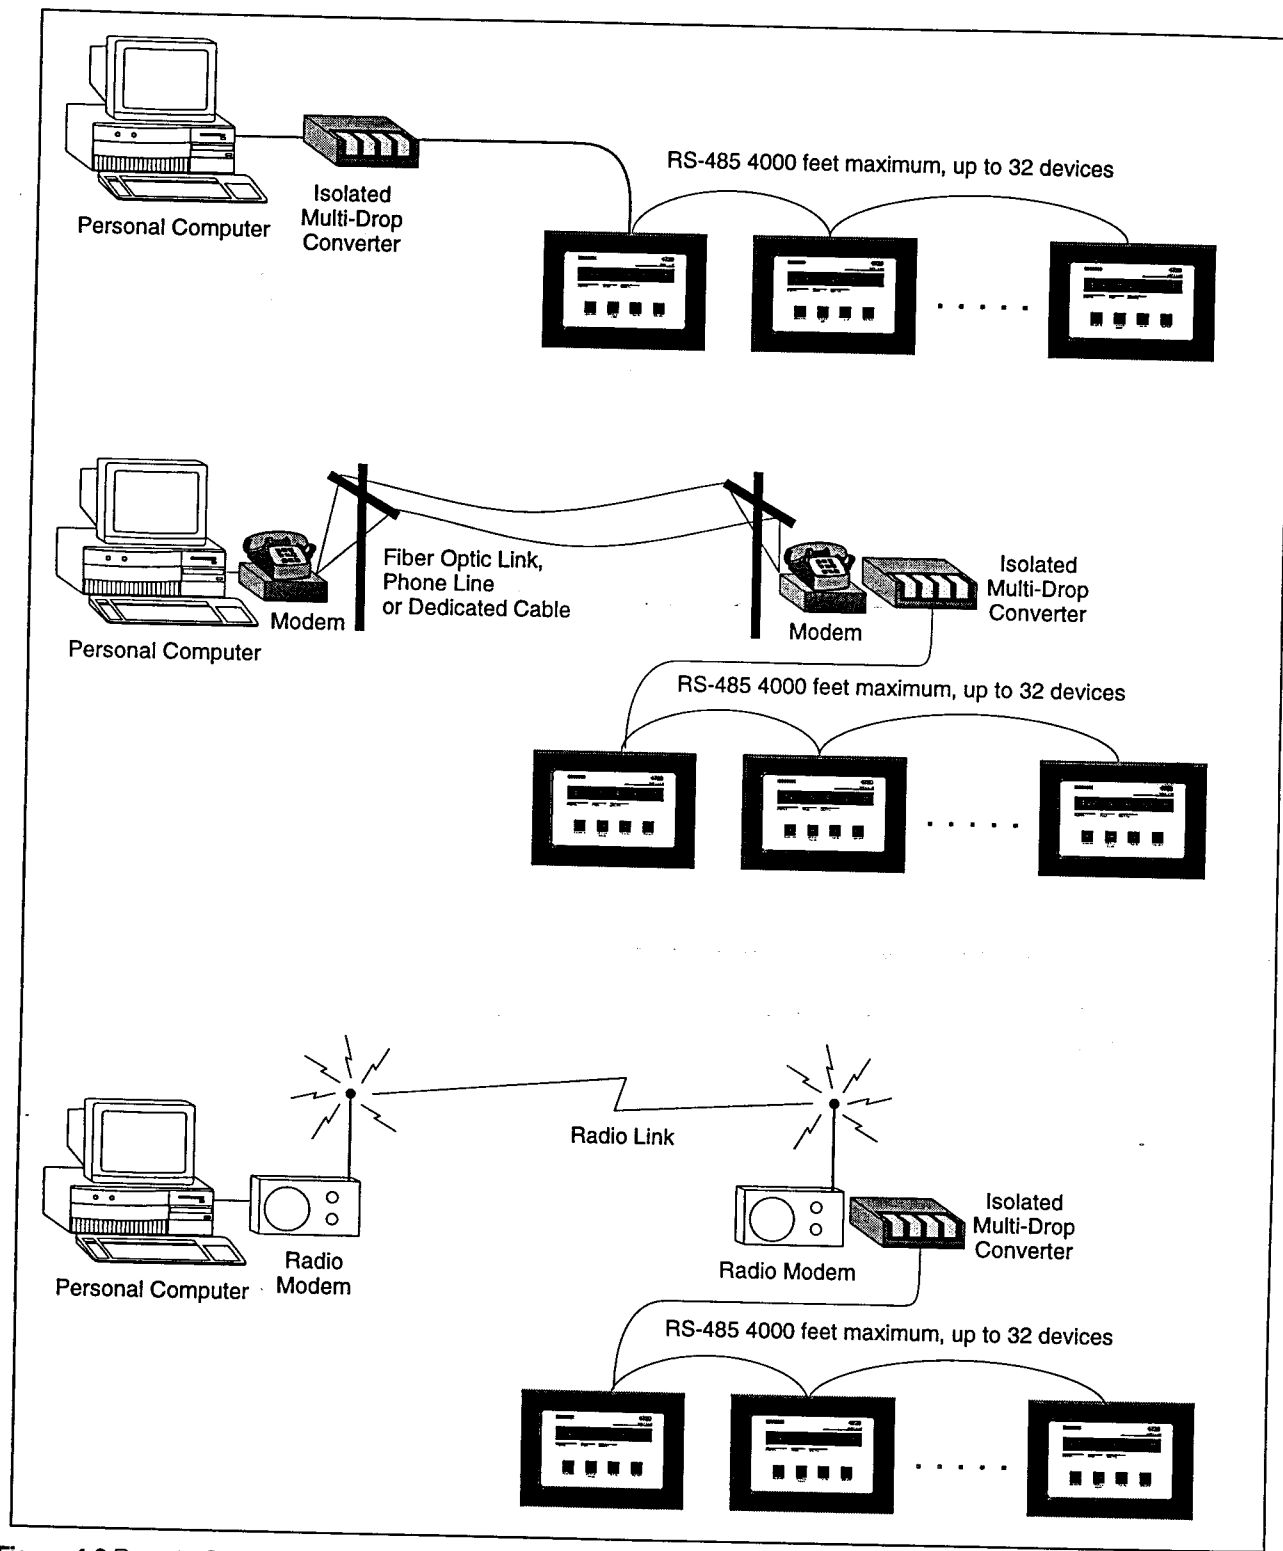 RS-485 4000 feet maximum, up to 32 devices
Personal Computer
Isolated
Multi-Drop
Converter
Fiber Optic Link,
Phone Line
or Dedicated Cable
Modem
Personal Computer
Modem
Isolated
Multi-Drop
Converter
RS-485 4000 feet maximum, up to 32 devices
Radio Link
Personal Computer
Radio
Modem
Radio Modem
Isolated
Multi-Drop
Converter
RS-485 4000 feet maximum, up to 32 devices